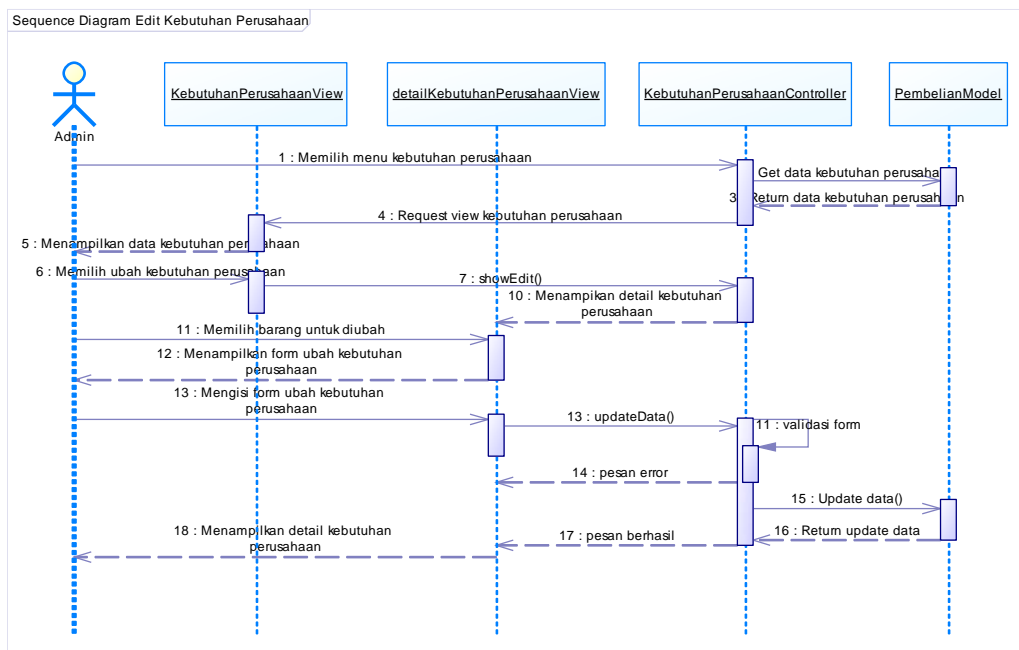 Sequence Diagram Edit Kebutuhan Perusahaan
KebutuhanPerusahaanView
detailKebutuhanPerusahaanView
KebutuhanPerusahaanController
PembelianModel
Admin
1 : Memilih menu kebutuhan perusahaan
Get data kebutuhan perusaha
3 : Return data kebutuhan perusahaan
4 : Request view kebutuhan perusahaan
5 : Menampilkan data kebutuhan perusahaan
6 : Memilih ubah kebutuhan perusahaan
7 : showEdit()
10 : Menampikan detail kebutuhan
perusahaan
11 : Memilih barang untuk diubah
12 : Menampilkan form ubah kebutuhan
perusahaan
13 : Mengisi form ubah kebutuhan
perusahaan
13 : updateData()
11 : validasi form
14 : pesan error
15 : Update data()
16 : Return update data
17 : pesan berhasil
18 : Menampilkan detail kebutuhan
perusahaan